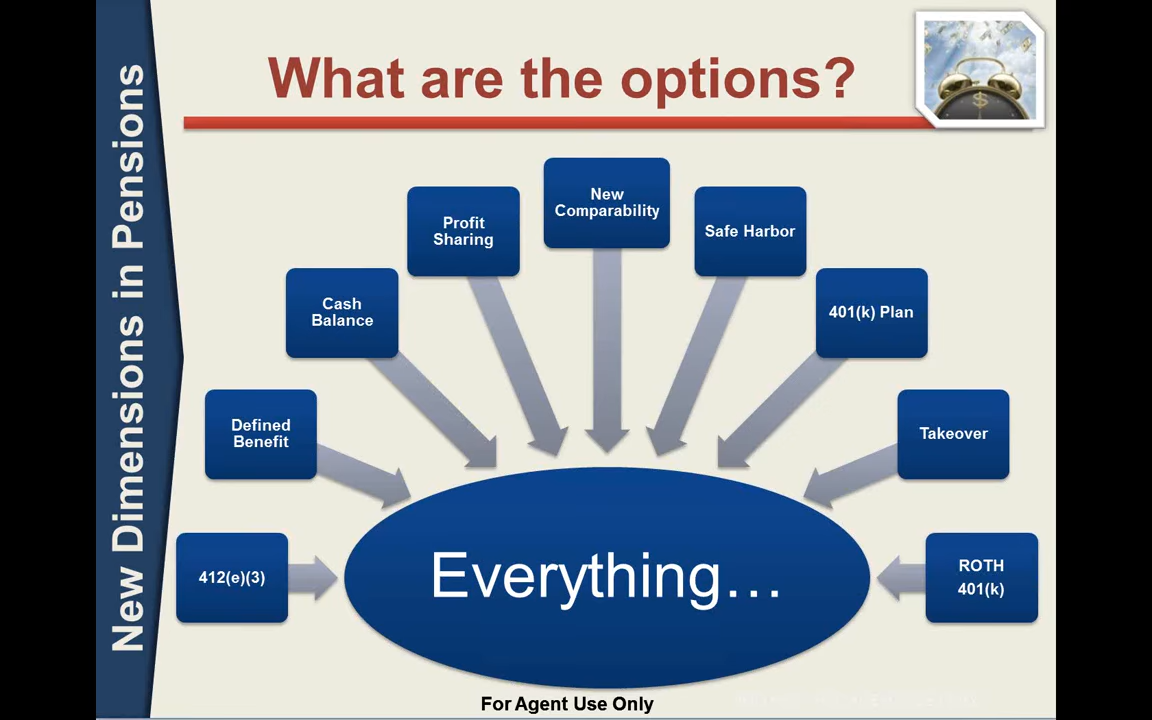 What are the options?
New Dimensions in Pensions
New
Comparability
Profit
Sharing
Safe Harbor
Cash
Balance
401(k) Plan
Defined
Benefit
Takeover
412(e)(3)
ROTH
401(k)
Everything...
For Agent Use Only